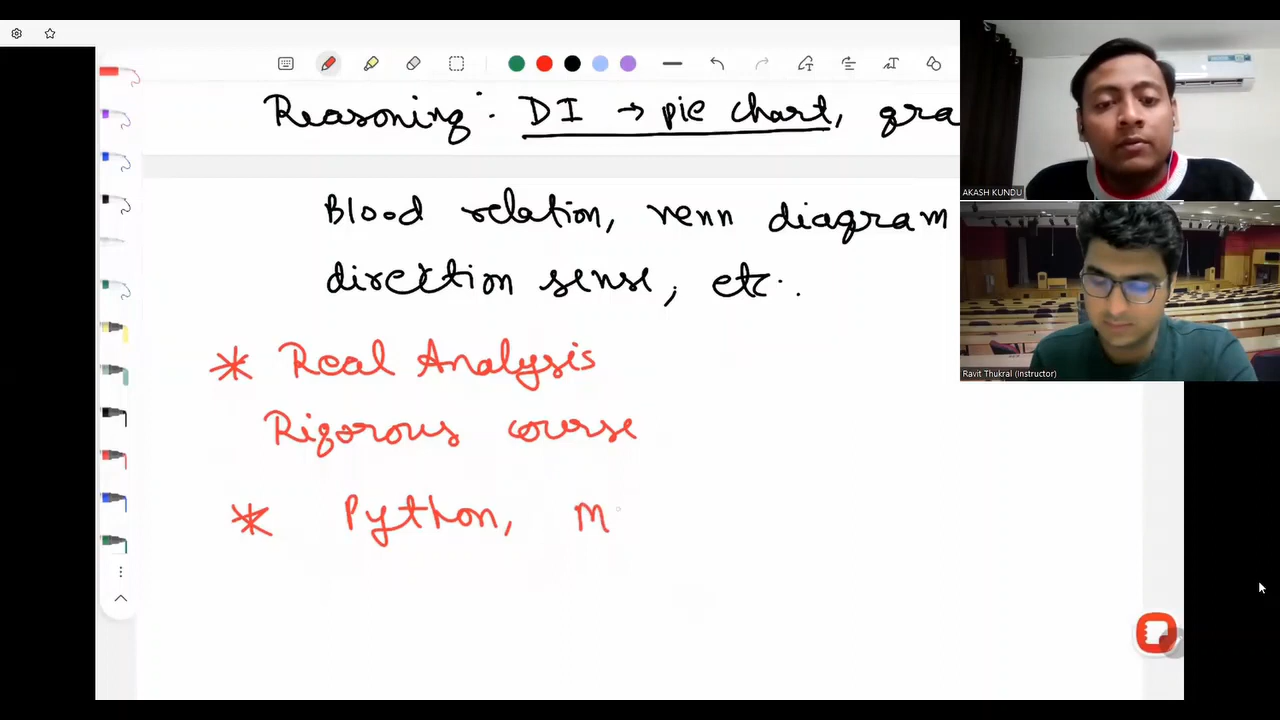 Reasoning: DI → pie chart, gra
Blood relation, venn diagram
direction sense, etc..
* Real Analysis
Rigorous course
* Python, M
AKASH KUNDU
Ravit Thukral (Instructor)